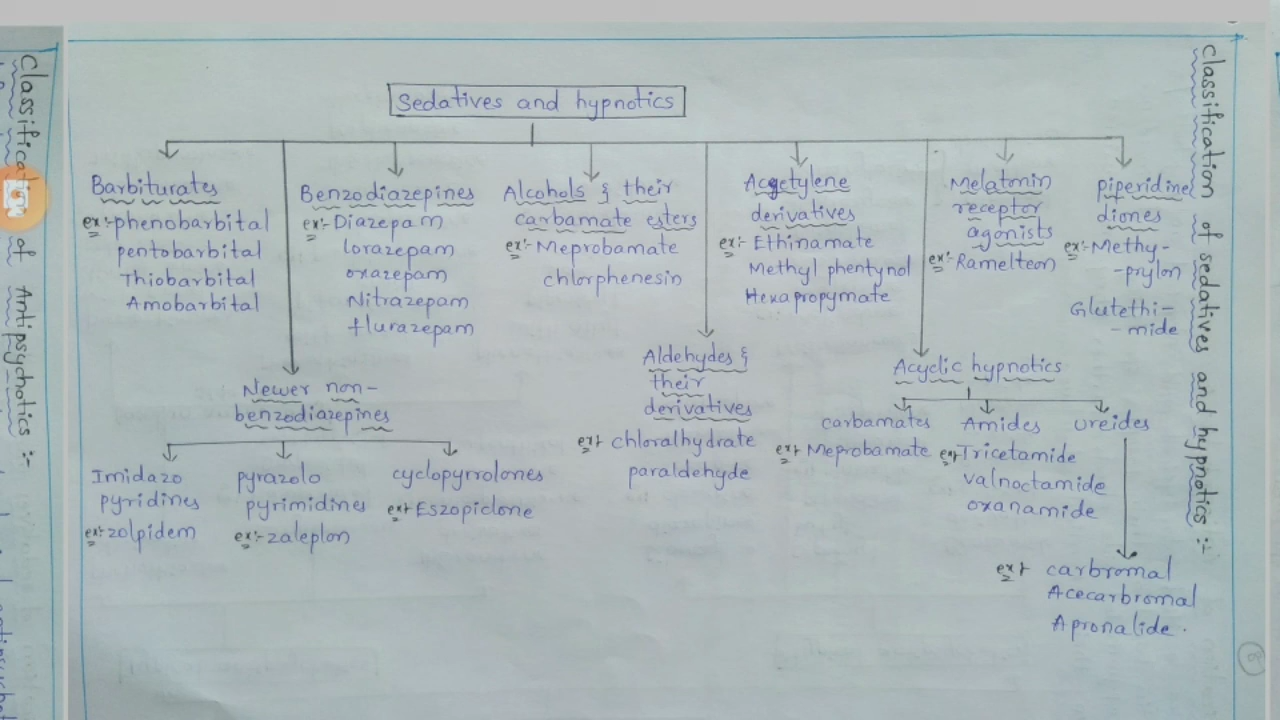 Sedatives and hypnotics
Barbiturates
ex:- phenobarbital
pentobarbital
Thiobarbital
Amobarbital
Benzodiazepines
ex:- Diazepam
lorazepam
oxazepam
Nitrazepam
flurazepam
Alcohols & their
carbamate esters
ex:- Meprobamate
chlorphenesin
Acetylene
derivatives
ex:- Ethinamate
Methyl phentynol
Hexapropymate
Melatonin
receptor
agonists
ex:- Ramelteon
piperidine
diones
ex:- Methy-
-prylon
Glutethi-
-mide
Newer non-
benzodiazepines
Imidazo
pyridines
ex:- zolpidem
pyrazolo
pyrimidines
ex:- zaleplon
cyclopyrrolones
ex:- Eszopiclone
Aldehydes &
their
derivatives
ex:- chloralhydrate
paraldehyde
Acyclic hypnotics
carbamates
ex:- Meprobamate
Amides
ex:- Tricetamide
valnoctamide
oxanamide
ureides
ex:- carbromal
Acecarbromal
Apronalide.
classification of sedatives and hypnotics :-
classification of Antipsychotics :-